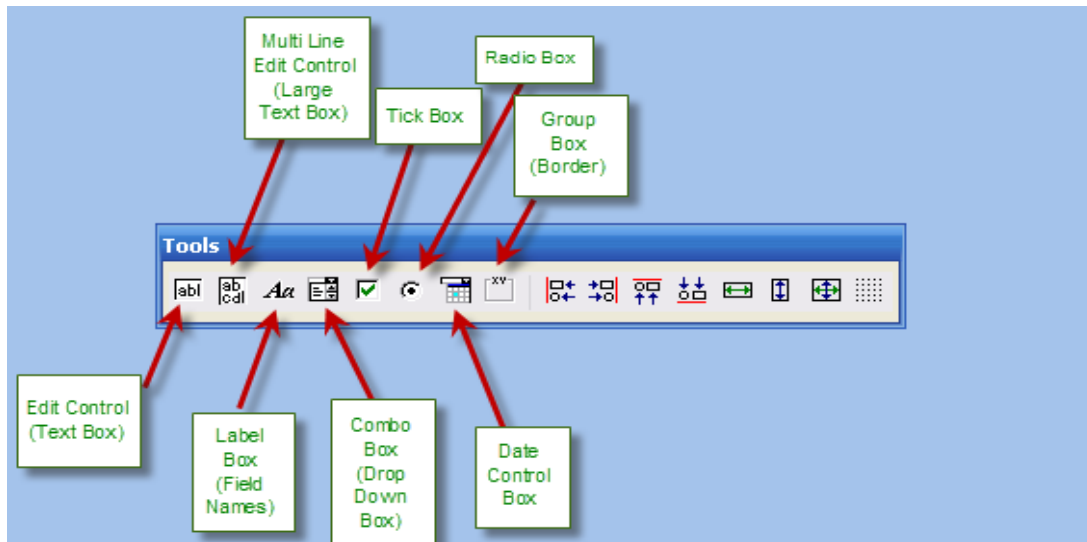 Multi Line
Edit Control
(Large
Text Box)
Radio Box
Tick Box
Group
Box
(Border)
Tools
abl
ab
cdl
Aa
XY
Edit Control
(Text Box)
Label
Box
(Field
Names)
Combo
Box
(Drop
Down
Box)
Date
Control
Box